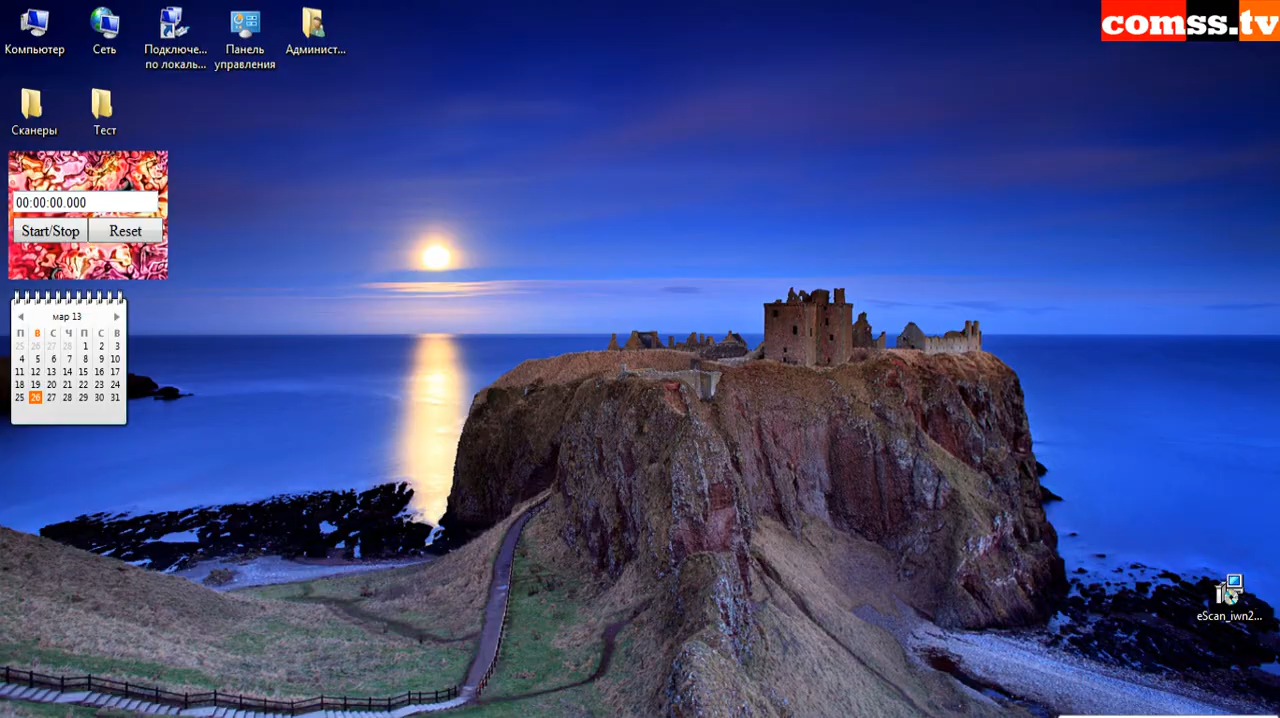 comss.tv
Компьютер
Сеть
Подключе...
по локаль...
Панель
управления
Админист...
Сканеры
Тест
00:00:00.000
Start/Stop
Reset
мар 13
П В С Ч П С В
25 26 27 28 1 2 3
4 5 6 7 8 9 10
11 12 13 14 15 16 17
18 19 20 21 22 23 24
25 26 27 28 29 30 31
eScan_iwn2...